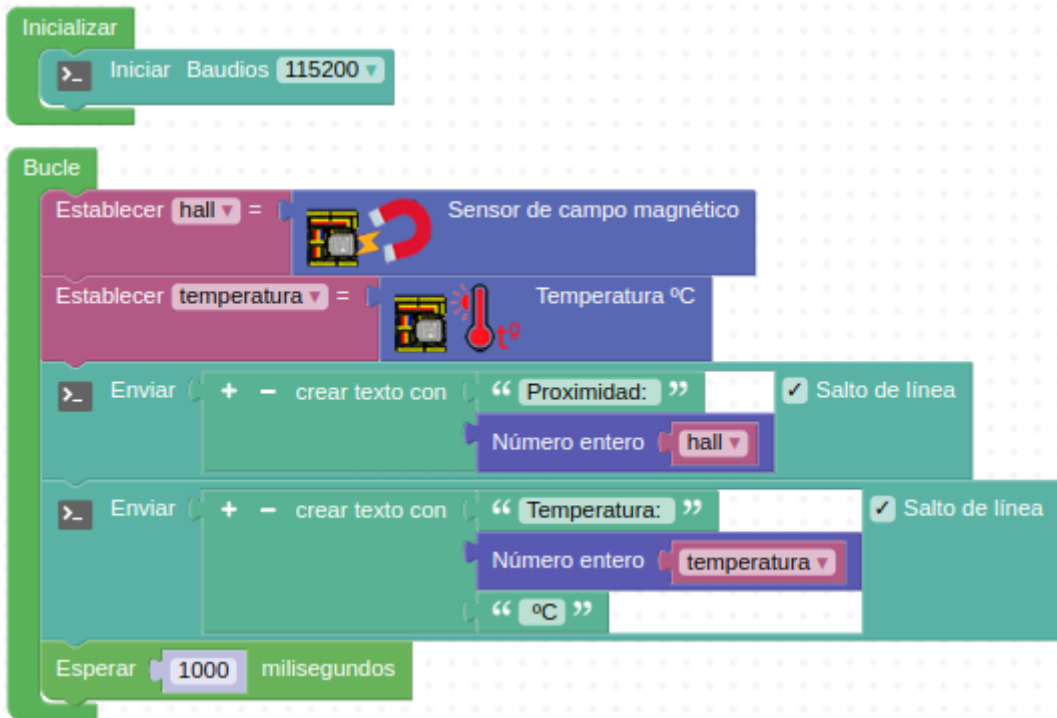 Inicializar
>_ Iniciar Baudios 115200
Bucle
Establecer hall = Sensor de campo magnético
Establecer temperatura = Temperatura ºC
tº
>_ Enviar + - crear texto con “ Proximidad: ” ✓ Salto de línea
Número entero hall
>_ Enviar + - crear texto con “ Temperatura: ” ✓ Salto de línea
Número entero temperatura
“ ºC ”
Esperar 1000 milisegundos